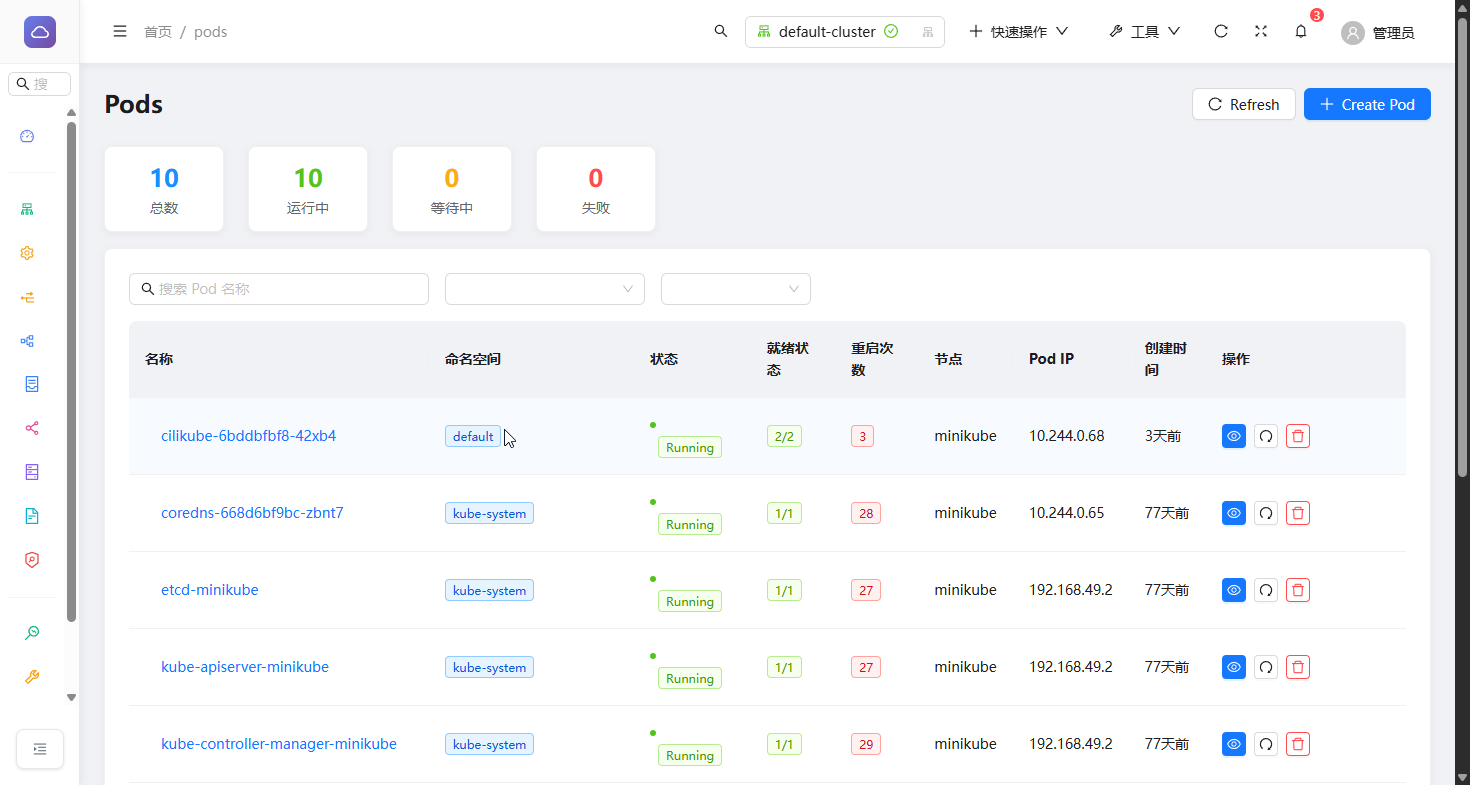 首页 / pods
default-cluster
快速操作
工具
3
管理员
搜
Pods
Refresh
Create Pod
10
总数
10
运行中
0
等待中
0
失败
搜索 Pod 名称
名称 命名空间 状态 就绪状态 重启次数 节点 Pod IP 创建时间 操作
cilikube-6bddbfbf8-42xb4 default Running 2/2 3 minikube 10.244.0.68 3天前
coredns-668d6bf9bc-zbnt7 kube-system Running 1/1 28 minikube 10.244.0.65 77天前
etcd-minikube kube-system Running 1/1 27 minikube 192.168.49.2 77天前
kube-apiserver-minikube kube-system Running 1/1 27 minikube 192.168.49.2 77天前
kube-controller-manager-minikube kube-system Running 1/1 29 minikube 192.168.49.2 77天前